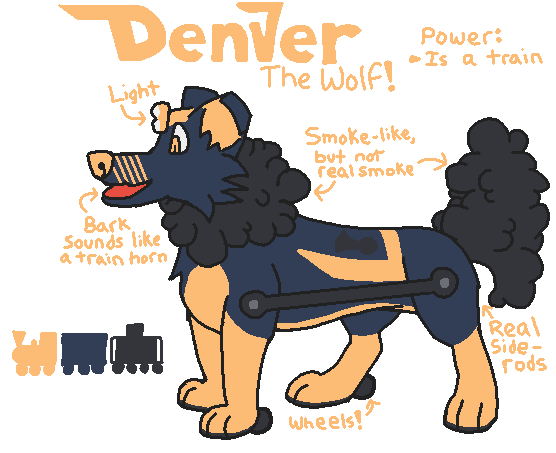 Denver
The Wolf!
Power:
- Is a train
Light
Smoke-like,
but not
real smoke
Bark
sounds like
a train horn
Real
side-
rods
wheels!